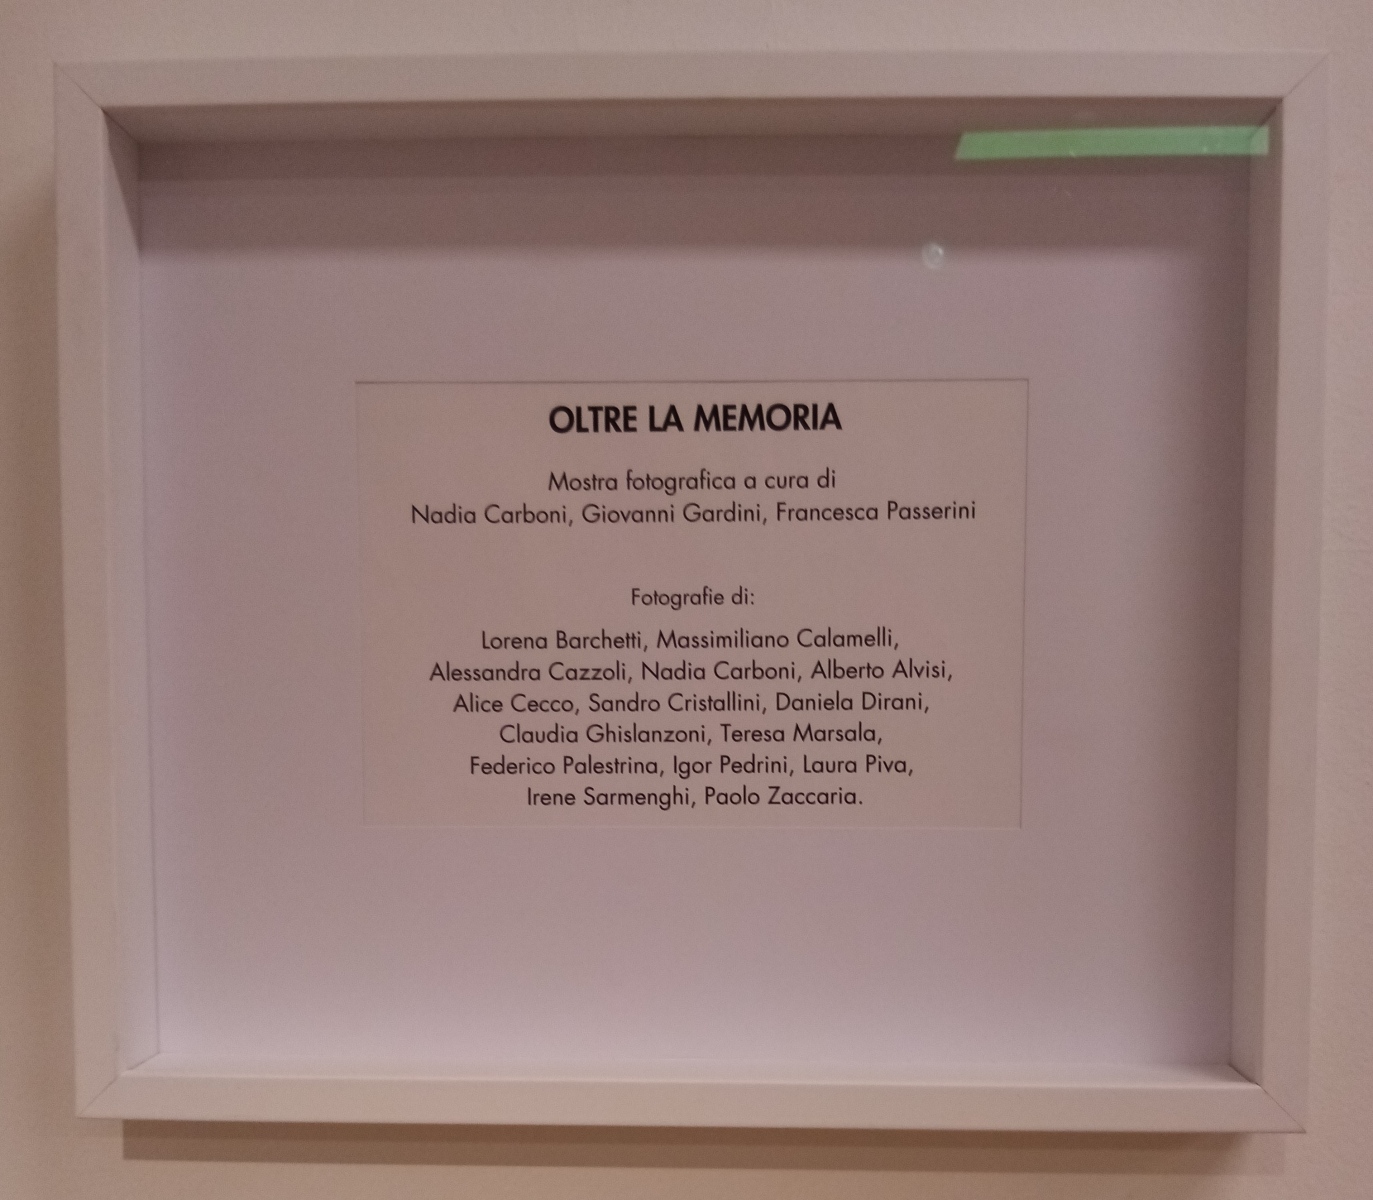 OLTRE LA MEMORIA
Mostra fotografica a cura di
Nadia Carboni, Giovanni Gardini, Francesca Passerini
Fotografie di:
Lorena Barchetti, Massimiliano Calamelli,
Alessandra Cazzoli, Nadia Carboni, Alberto Alvisi,
Alice Cecco, Sandro Cristallini, Daniela Dirani,
Claudia Ghislanzoni, Teresa Marsala,
Federico Palestrina, Igor Pedrini, Laura Piva,
Irene Sarmenghi, Paolo Zaccaria.